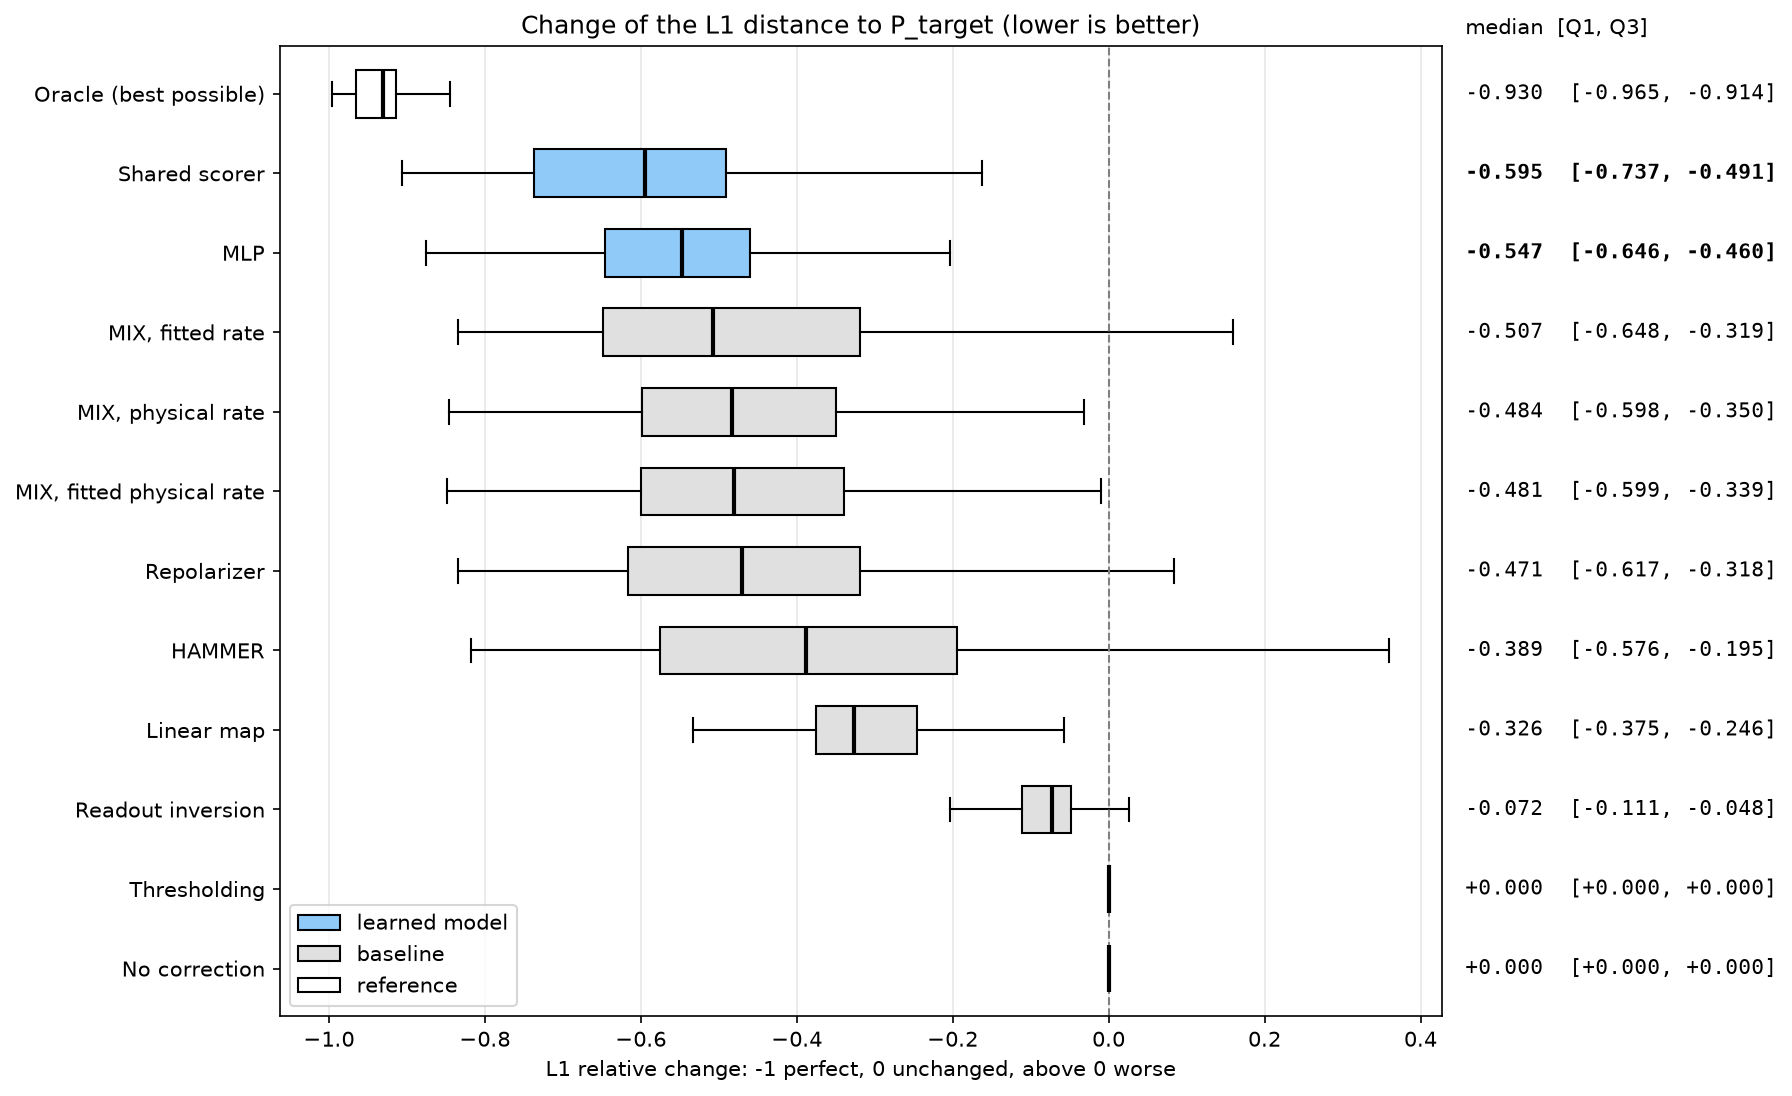 Change of the L1 distance to P_target (lower is better)
median [Q1, Q3]
Oracle (best possible) -0.930 [-0.965, -0.914]
Shared scorer -0.595 [-0.737, -0.491]
MLP -0.547 [-0.646, -0.460]
MIX, fitted rate -0.507 [-0.648, -0.319]
MIX, physical rate -0.484 [-0.598, -0.350]
MIX, fitted physical rate -0.481 [-0.599, -0.339]
Repolarizer -0.471 [-0.617, -0.318]
HAMMER -0.389 [-0.576, -0.195]
Linear map -0.326 [-0.375, -0.246]
Readout inversion -0.072 [-0.111, -0.048]
Thresholding +0.000 [+0.000, +0.000]
No correction +0.000 [+0.000, +0.000]
learned model
baseline
reference
−1.0 −0.8 −0.6 −0.4 −0.2 0.0 0.2 0.4
L1 relative change: -1 perfect, 0 unchanged, above 0 worse